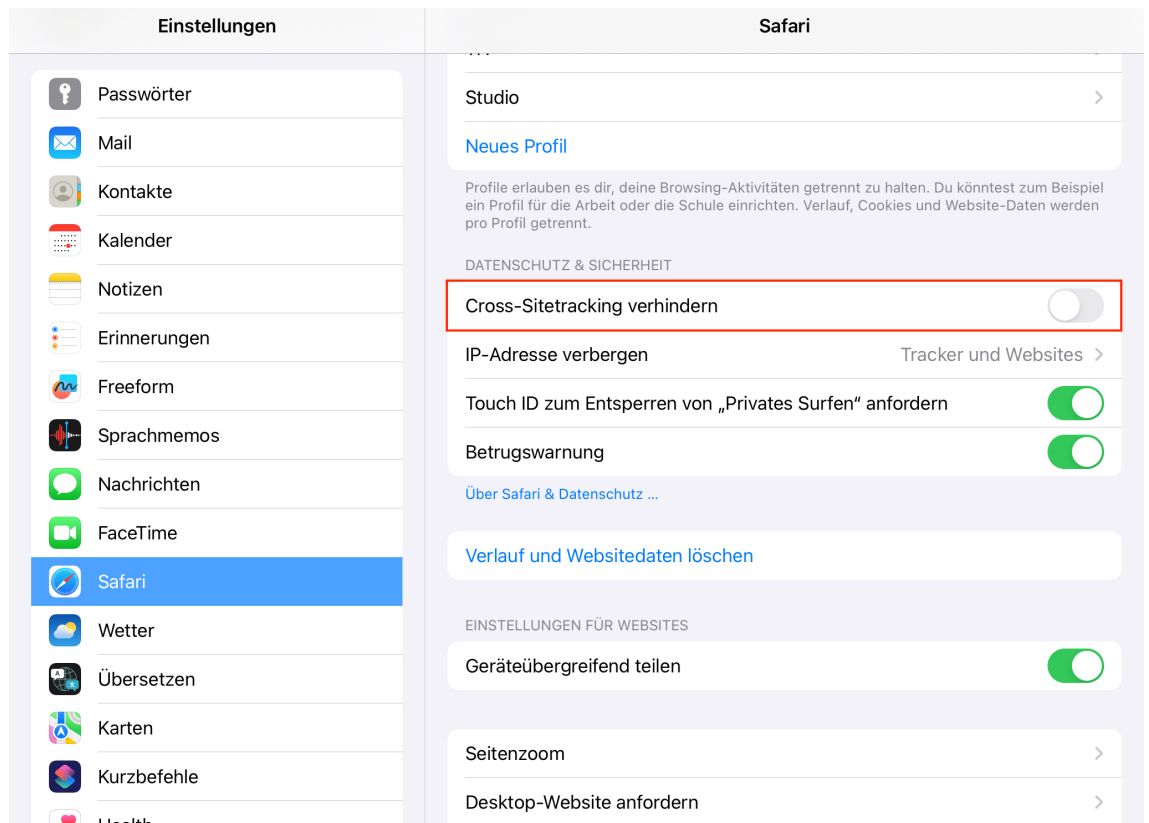 Einstellungen
Passwörter
Mail
Kontakte
Kalender
Notizen
Erinnerungen
Freeform
Sprachmemos
Nachrichten
FaceTime
Safari
Wetter
Übersetzen
Karten
Kurzbefehle
Safari
Studio
Neues Profil
Profile erlauben es dir, deine Browsing-Aktivitäten getrennt zu halten. Du könntest zum Beispiel
ein Profil für die Arbeit oder die Schule einrichten. Verlauf, Cookies und Website-Daten werden
pro Profil getrennt.
DATENSCHUTZ & SICHERHEIT
Cross-Sitetracking verhindern
IP-Adresse verbergen Tracker und Websites
Touch ID zum Entsperren von „Privates Surfen“ anfordern
Betrugswarnung
Über Safari & Datenschutz ...
Verlauf und Websitedaten löschen
EINSTELLUNGEN FÜR WEBSITES
Geräteübergreifend teilen
Seitenzoom
Desktop-Website anfordern